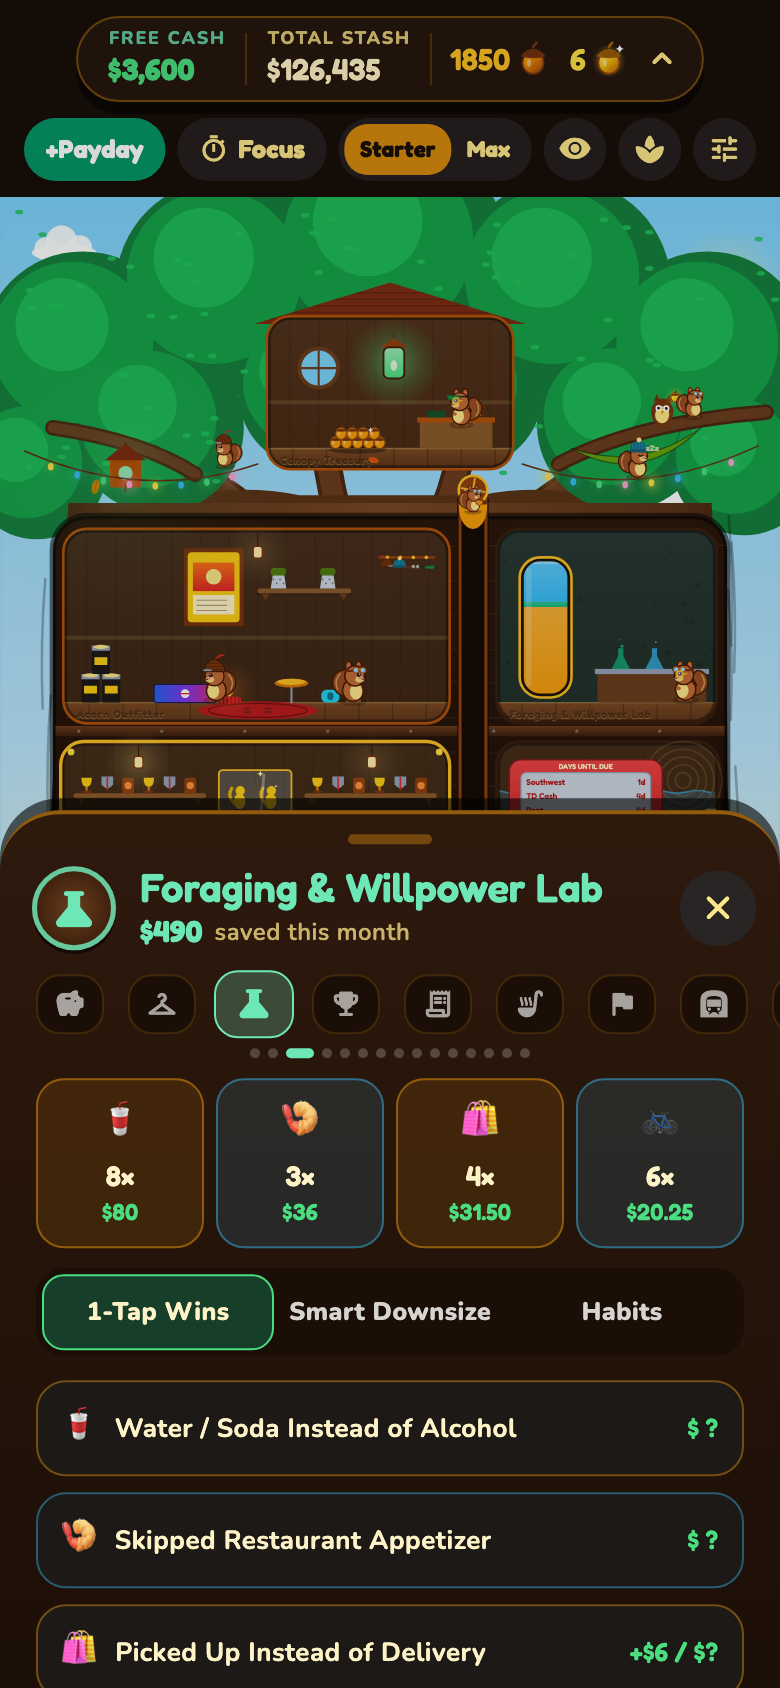 FREE CASH
$3,600
TOTAL STASH
$126,435
1850
6
+Payday
Focus
Starter
Max
Canopy Treasury
zZz
Acorn Outfitter
Foraging & Willpower Lab
DAYS UNTIL DUE
Southwest 1d
TD Cash 4d
Foraging & Willpower Lab
$490 saved this month
8x
$80
3x
$36
4x
$31.50
6x
$20.25
1-Tap Wins
Smart Downsize
Habits
Water / Soda Instead of Alcohol
$ ?
Skipped Restaurant Appetizer
$ ?
Picked Up Instead of Delivery
+$6 / $?